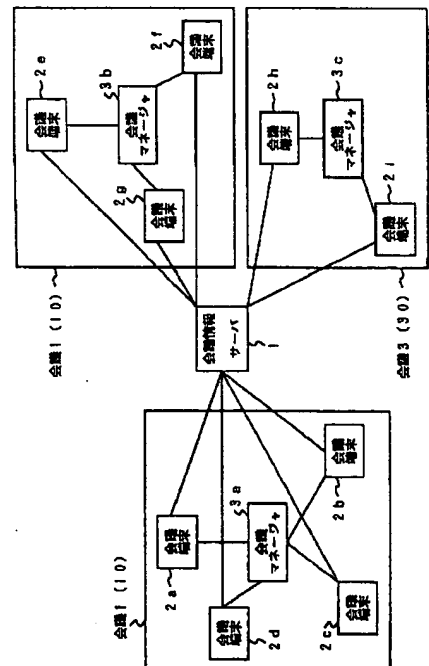 会議1(10)
2e
会議
端末
3b
会議
マネージャ
2f
会議
端末
2g
会議
端末
2h
会議
端末
3c
会議
マネージャ
2i
会議
端末
会議3(30)
会議情報
サーバ
1
会議1(10)
2a
会議
端末
3a
会議
マネージャ
2b
会議
端末
2c
会議
端末
2d
会議
端末